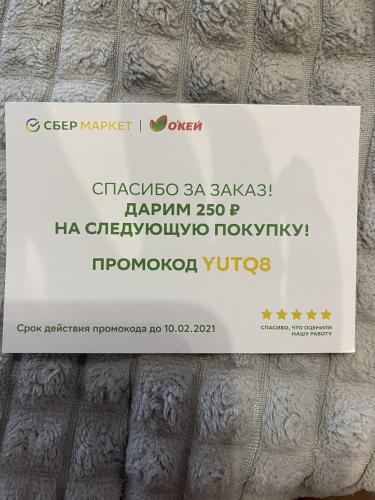 СБЕР МАРКЕТ | О'КЕЙ
СПАСИБО ЗА ЗАКАЗ!
ДАРИМ 250 ₽
НА СЛЕДУЮЩУЮ ПОКУПКУ!
ПРОМОКОД YUTQ8
Срок действия промокода до 10.02.2021
СПАСИБО, ЧТО ОЦЕНИЛИ
НАШУ РАБОТУ